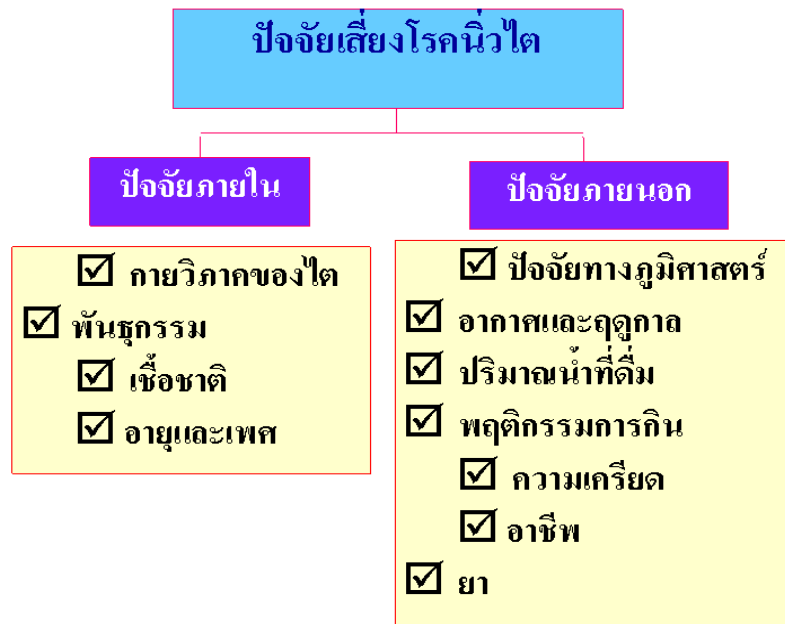 ปัจจัยเสี่ยงโรคนิ่วไต
ปัจจัยภายใน
☑ กายวิภาคของไต
☑ พันธุกรรม
☑ เชื้อชาติ
☑ อายุและเพศ
ปัจจัยภายนอก
☑ ปัจจัยทางภูมิศาสตร์
☑ อากาศและฤดูกาล
☑ ปริมาณน้ำที่ดื่ม
☑ พฤติกรรมการกิน
☑ ความเครียด
☑ อาชีพ
☑ ยา